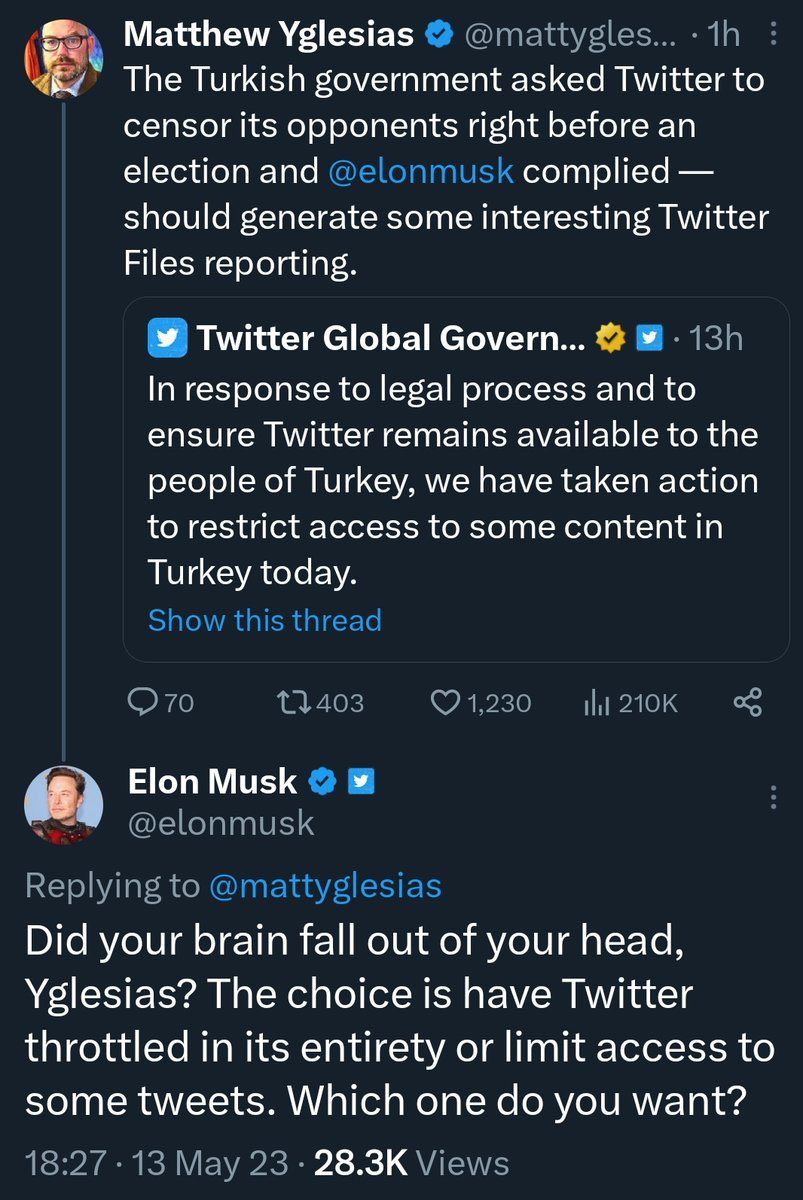 Matthew Yglesias @mattygles... · 1h
The Turkish government asked Twitter to
censor its opponents right before an
election and @elonmusk complied —
should generate some interesting Twitter
Files reporting.
Twitter Global Govern... · 13h
In response to legal process and to
ensure Twitter remains available to the
people of Turkey, we have taken action
to restrict access to some content in
Turkey today.
Show this thread
70 403 1,230 210K
Elon Musk
@elonmusk
Replying to @mattyglesias
Did your brain fall out of your head,
Yglesias? The choice is have Twitter
throttled in its entirety or limit access to
some tweets. Which one do you want?
18:27 · 13 May 23 · 28.3K Views